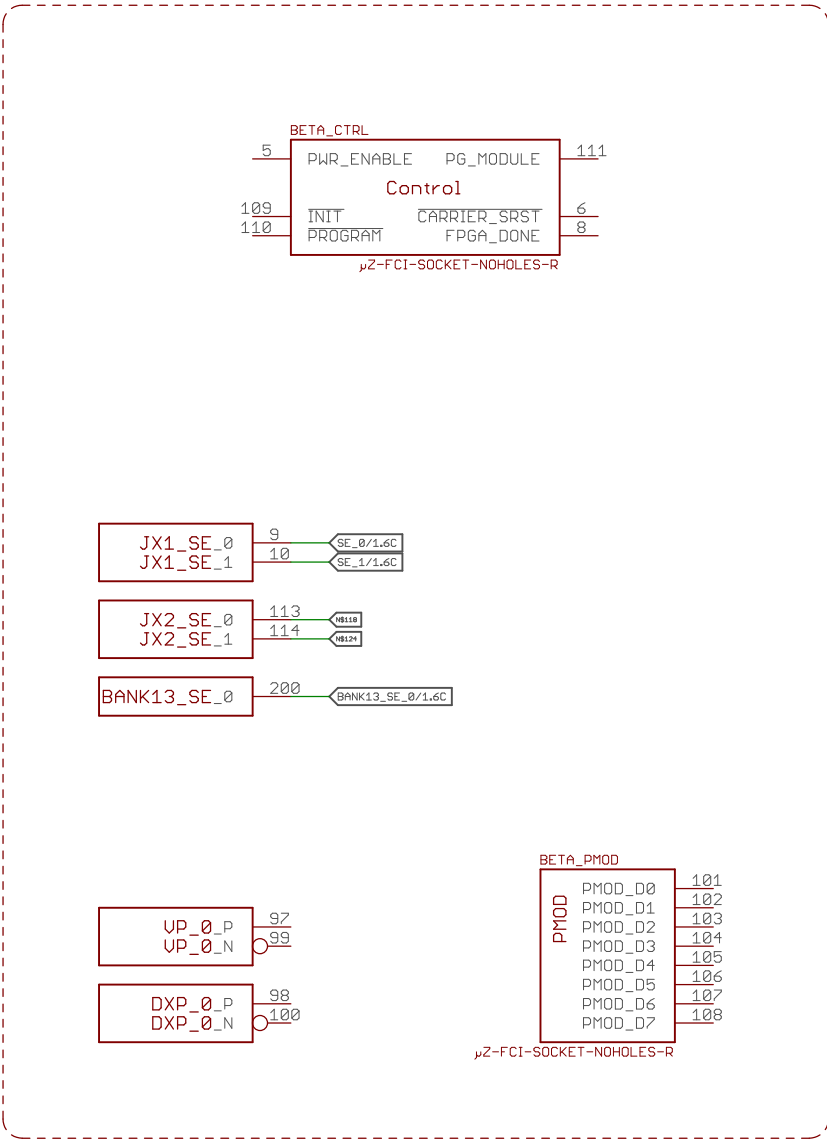 BETA_CTRL
5 PWR_ENABLE PG_MODULE 111
Control
109 INIT CARRIER_SRST 6
110 PROGRAM FPGA_DONE 8
µZ-FCI-SOCKET-NOHOLES-R
JX1_SE_0 9 SE_0/1.6C
JX1_SE_1 10 SE_1/1.6C
JX2_SE_0 113 N$118
JX2_SE_1 114 N$124
BANK13_SE_0 200 BANK13_SE_0/1.6C
BETA_PMOD
PMOD
PMOD_D0 101
PMOD_D1 102
PMOD_D2 103
PMOD_D3 104
PMOD_D4 105
PMOD_D5 106
PMOD_D6 107
PMOD_D7 108
µZ-FCI-SOCKET-NOHOLES-R
VP_0_P 97
VP_0_N 99
DXP_0_P 98
DXP_0_N 100